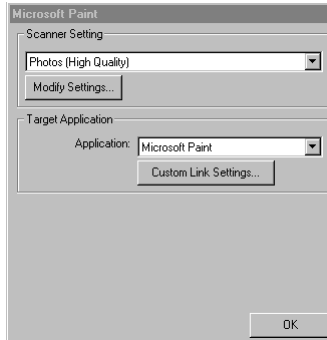 Microsoft Paint
Scanner Setting
Photos (High Quality)
Modify Settings...
Target Application
Application: Microsoft Paint
Custom Link Settings...
OK